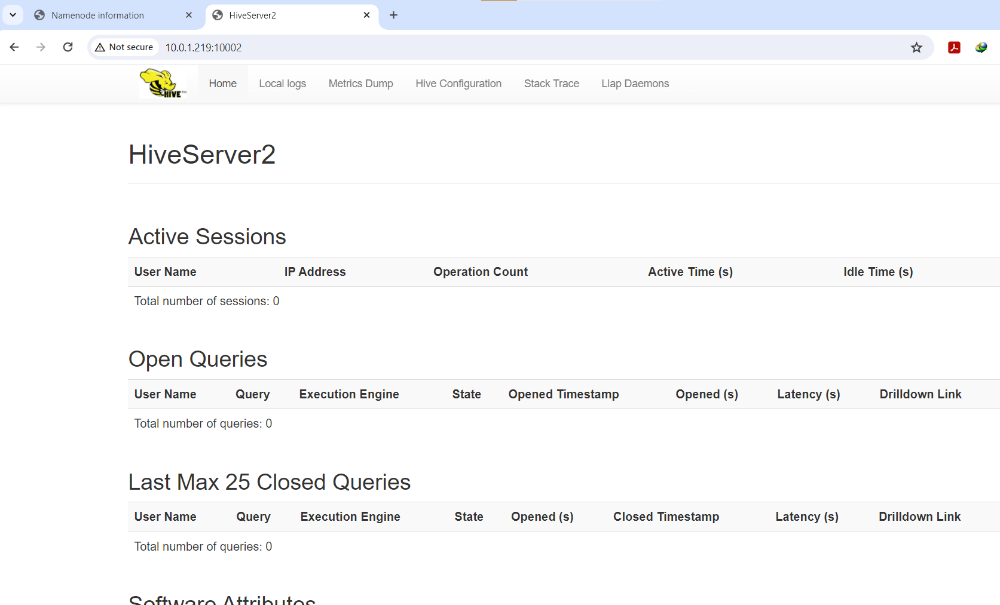 Namenode information
HiveServer2
Not secure 10.0.1.219:10002
HIVE™ Home Local logs Metrics Dump Hive Configuration Stack Trace Llap Daemons
HiveServer2
Active Sessions
User Name IP Address Operation Count Active Time (s) Idle Time (s)
Total number of sessions: 0
Open Queries
User Name Query Execution Engine State Opened Timestamp Opened (s) Latency (s) Drilldown Link
Total number of queries: 0
Last Max 25 Closed Queries
User Name Query Execution Engine State Opened (s) Closed Timestamp Latency (s) Drilldown Link
Total number of queries: 0
Software Attributes